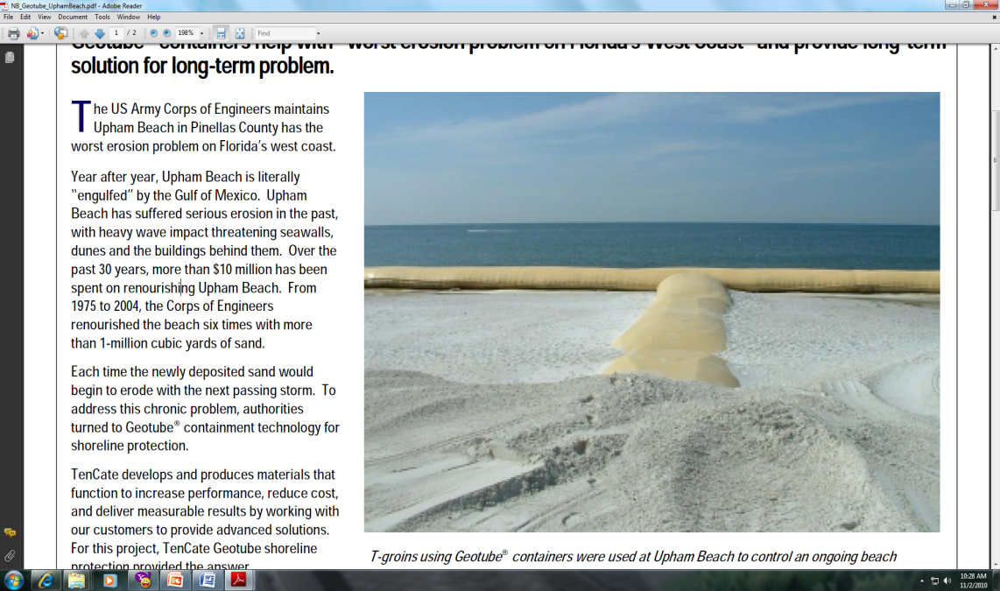 NB_Geotube_UphamBeach.pdf - Adobe Reader
File Edit View Document Tools Window Help
1 / 2 198% Find
Geotube® containers help with "worst erosion problem on Florida's West Coast" and provide long-term
solution for long-term problem.
The US Army Corps of Engineers maintains
Upham Beach in Pinellas County has the
worst erosion problem on Florida's west coast.
Year after year, Upham Beach is literally
"engulfed" by the Gulf of Mexico. Upham
Beach has suffered serious erosion in the past,
with heavy wave impact threatening seawalls,
dunes and the buildings behind them. Over the
past 30 years, more than $10 million has been
spent on renourishing Upham Beach. From
1975 to 2004, the Corps of Engineers
renourished the beach six times with more
than 1-million cubic yards of sand.
Each time the newly deposited sand would
begin to erode with the next passing storm. To
address this chronic problem, authorities
turned to Geotube® containment technology for
shoreline protection.
TenCate develops and produces materials that
function to increase performance, reduce cost,
and deliver measurable results by working with
our customers to provide advanced solutions.
For this project, TenCate Geotube shoreline
protection provided the answer.
T-groins using Geotube® containers were used at Upham Beach to control an ongoing beach
10:28 AM
11/2/2010